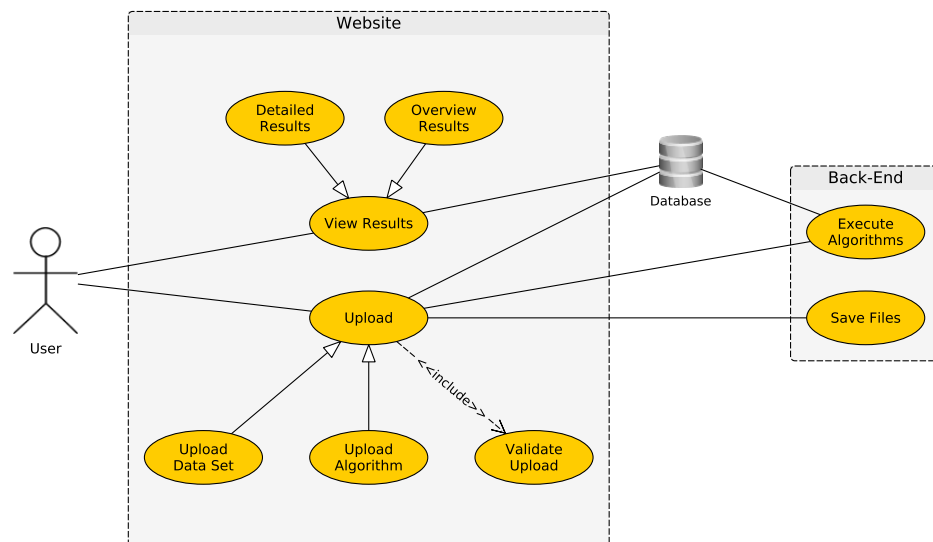 Website
Detailed
Results
Overview
Results
Database
Back-End
View Results
Execute
Algorithms
User
Upload
Save Files
<<include>>
Upload
Data Set
Upload
Algorithm
Validate
Upload